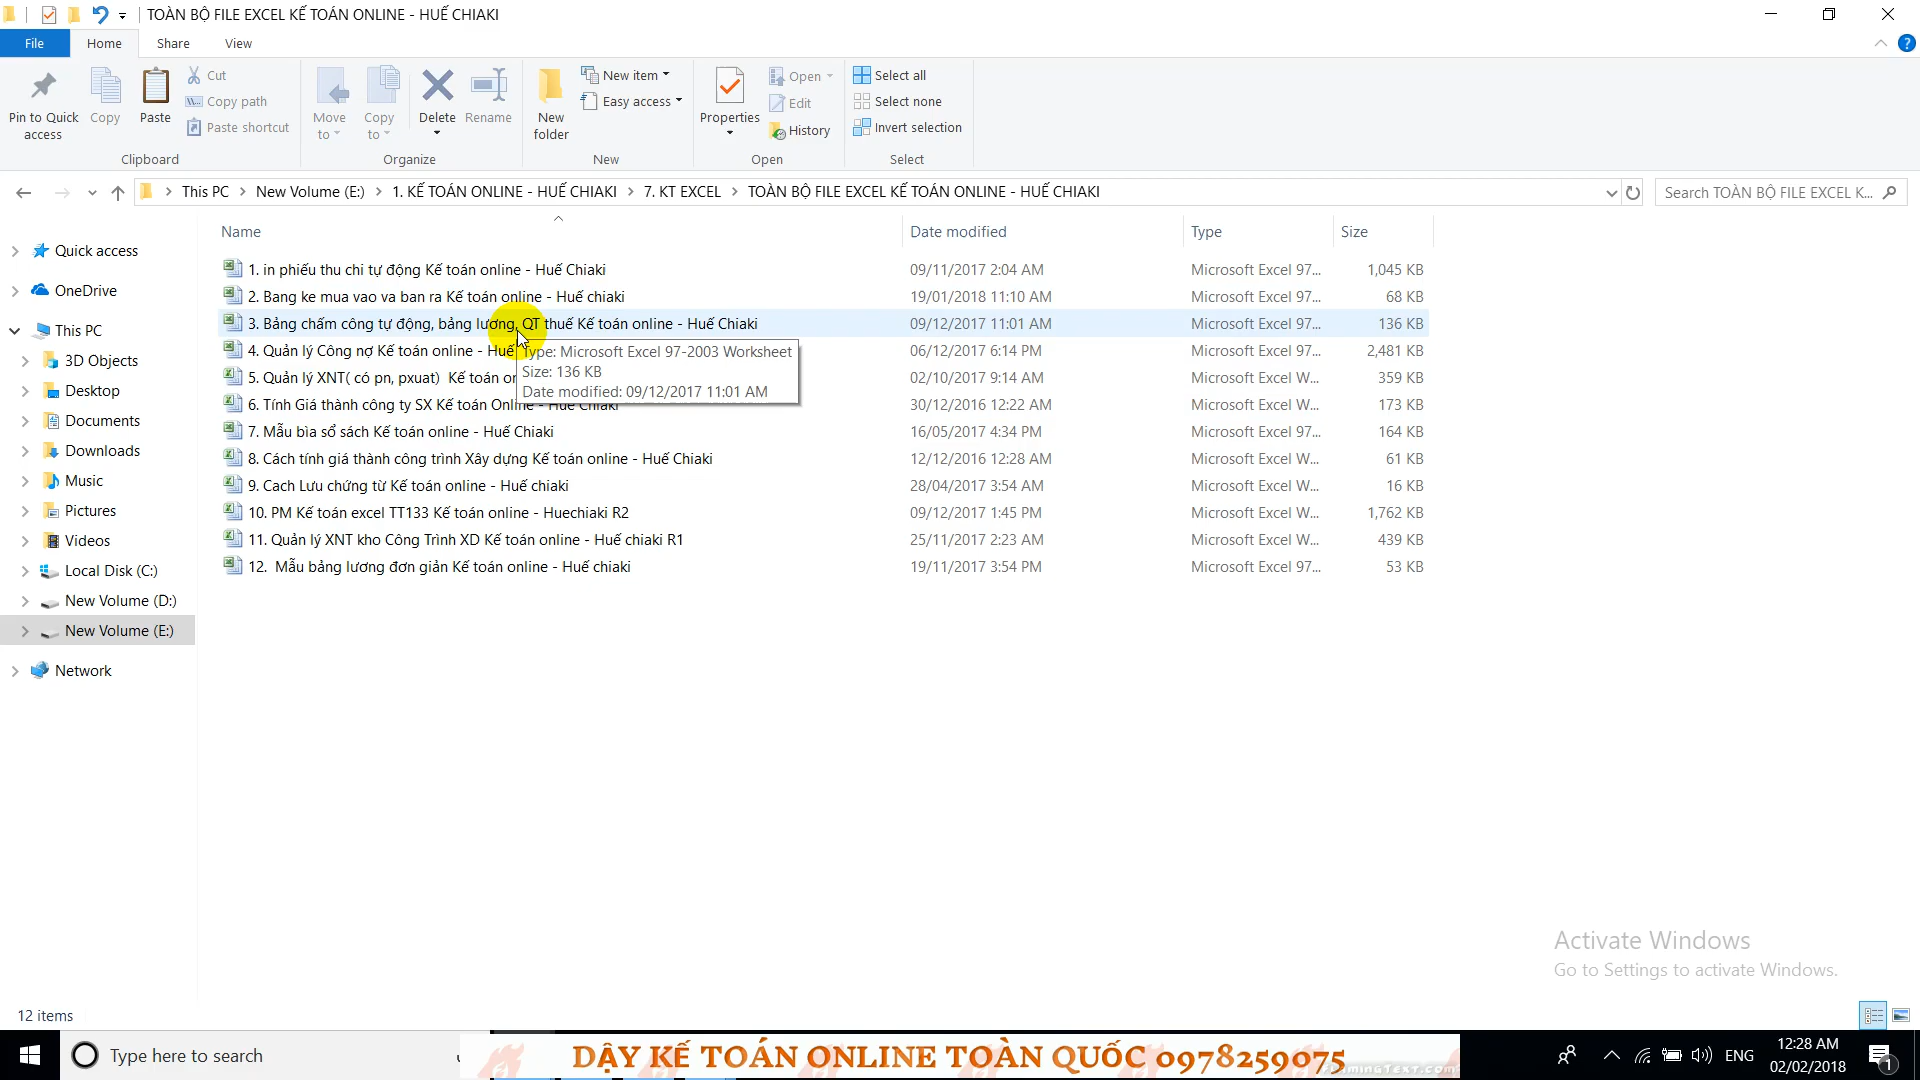 TOÀN BỘ FILE EXCEL KẾ TOÁN ONLINE - HUẾ CHIAKI
File Home Share View
Pin to Quick access
Copy
Paste
Cut
Copy path
Paste shortcut
Move to
Copy to
Delete
Rename
New folder
New item
Easy access
Properties
Open
Edit
History
Select all
Select none
Invert selection
Clipboard Organize New Open Select
This PC New Volume (E:) 1. KẾ TOÁN ONLINE - HUẾ CHIAKI 7. KT EXCEL TOÀN BỘ FILE EXCEL KẾ TOÁN ONLINE - HUẾ CHIAKI
Search TOÀN BỘ FILE EXCEL K...
Quick access
OneDrive
This PC
3D Objects
Desktop
Documents
Downloads
Music
Pictures
Videos
Local Disk (C:)
New Volume (D:)
New Volume (E:)
Network
Name Date modified Type Size
1. in phiếu thu chi tự động Kế toán online - Huế Chiaki 09/11/2017 2:04 AM Microsoft Excel 97... 1,045 KB
2. Bang ke mua vao va ban ra Kế toán online - Huế chiaki 19/01/2018 11:10 AM Microsoft Excel 97... 68 KB
3. Bảng chấm công tự động, bảng lương, QT thuế Kế toán online - Huế Chiaki 09/12/2017 11:01 AM Microsoft Excel 97... 136 KB
4. Quản lý Công nợ Kế toán online - Huế 06/12/2017 6:14 PM Microsoft Excel 97... 2,481 KB
5. Quản lý XNT( có pn, pxuat) Kế toán on 02/10/2017 9:14 AM Microsoft Excel W... 359 KB
6. Tính Giá thành công ty SX Kế toán Online - Huế Chiaki 30/12/2016 12:22 AM Microsoft Excel W... 173 KB
7. Mẫu bìa sổ sách Kế toán online - Huế Chiaki 16/05/2017 4:34 PM Microsoft Excel 97... 164 KB
8. Cách tính giá thành công trình Xây dựng Kế toán online - Huế Chiaki 12/12/2016 12:28 AM Microsoft Excel W... 61 KB
9. Cach Lưu chứng từ Kế toán online - Huế chiaki 28/04/2017 3:54 AM Microsoft Excel W... 16 KB
10. PM Kế toán excel TT133 Kế toán online - Huechiaki R2 09/12/2017 1:45 PM Microsoft Excel W... 1,762 KB
11. Quản lý XNT kho Công Trình XD Kế toán online - Huế chiaki R1 25/11/2017 2:23 AM Microsoft Excel W... 439 KB
12. Mẫu bảng lương đơn giản Kế toán online - Huế chiaki 19/11/2017 3:54 PM Microsoft Excel 97... 53 KB
Type: Microsoft Excel 97-2003 Worksheet
Size: 136 KB
Date modified: 09/12/2017 11:01 AM
Activate Windows
Go to Settings to activate Windows.
12 items
Type here to search
DẬY KẾ TOÁN ONLINE TOÀN QUỐC 0978259075
FlamingText.com
ENG
12:28 AM
02/02/2018
1